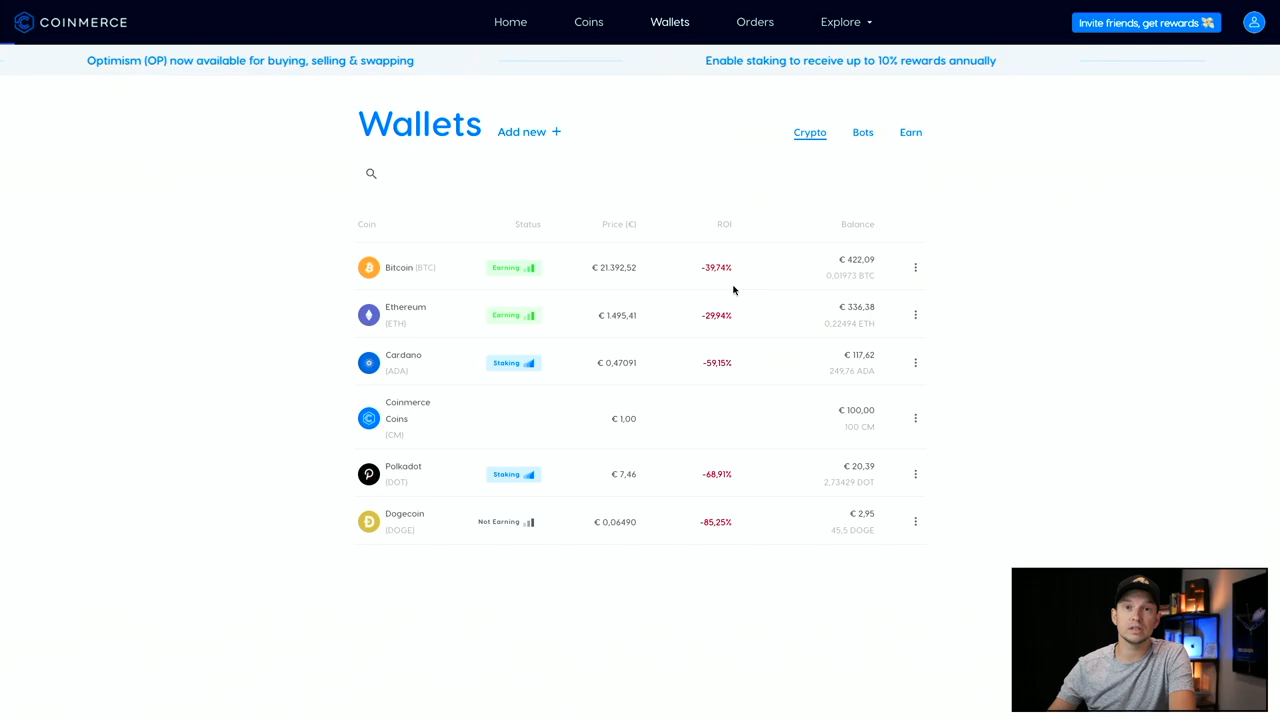 COINMERCE
Home Coins Wallets Orders Explore
Invite friends, get rewards 💸
Optimism (OP) now available for buying, selling & swapping
Enable staking to receive up to 10% rewards annually
Wallets Add new +
Crypto Bots Earn
Coin Status Price (€) ROI Balance
Bitcoin (BTC) Earning € 21.392,52 -39,74% € 422,09
0,01973 BTC
Ethereum
(ETH) Earning € 1.495,41 -29,94% € 336,38
0,22494 ETH
Cardano
(ADA) Staking € 0,47091 -59,15% € 117,62
249,76 ADA
Coinmerce
Coins
(CM) € 1,00 € 100,00
100 CM
Polkadot
(DOT) Staking € 7,46 -68,91% € 20,39
2,73429 DOT
Dogecoin
(DOGE) Not Earning € 0,06490 -85,25% € 2,95
45,5 DOGE